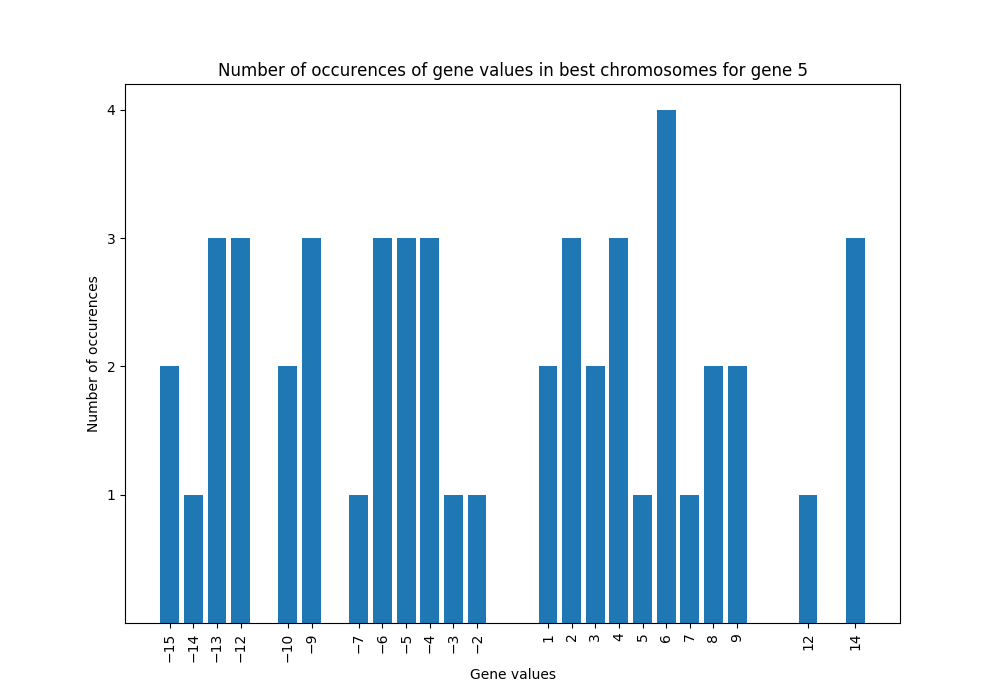 Number of occurences of gene values in best chromosomes for gene 5
4
3
2
1
Number of occurences
−15 −14 −13 −12 −10 −9 −7 −6 −5 −4 −3 −2 1 2 3 4 5 6 7 8 9 12 14
Gene values